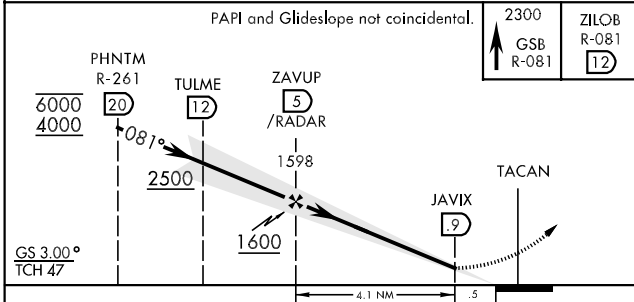 PAPI and Glideslope not coincidental.
2300
GSB
R-081
ZILOB
R-081
12
PHNTM
R-261
20
TULME
12
ZAVUP
5
/RADAR
6000
4000
081°
1598
2500
1600
TACAN
JAVIX
.9
GS 3.00°
TCH 47
4.1 NM
.5